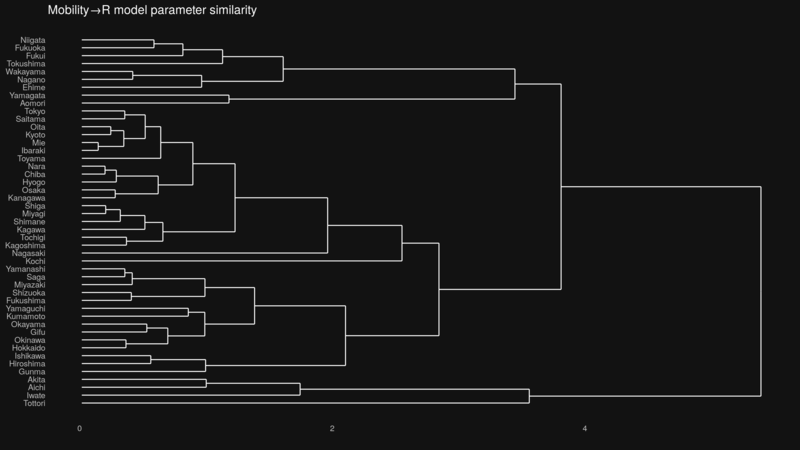 Mobility→R model parameter similarity
Niigata
Fukuoka
Fukui
Tokushima
Wakayama
Nagano
Ehime
Yamagata
Aomori
Tokyo
Saitama
Oita
Kyoto
Mie
Ibaraki
Toyama
Nara
Chiba
Hyogo
Osaka
Kanagawa
Shiga
Miyagi
Shimane
Kagawa
Tochigi
Kagoshima
Nagasaki
Kochi
Yamanashi
Saga
Miyazaki
Shizuoka
Fukushima
Yamaguchi
Kumamoto
Okayama
Gifu
Okinawa
Hokkaido
Ishikawa
Hiroshima
Gunma
Akita
Aichi
Iwate
Tottori
0 2 4